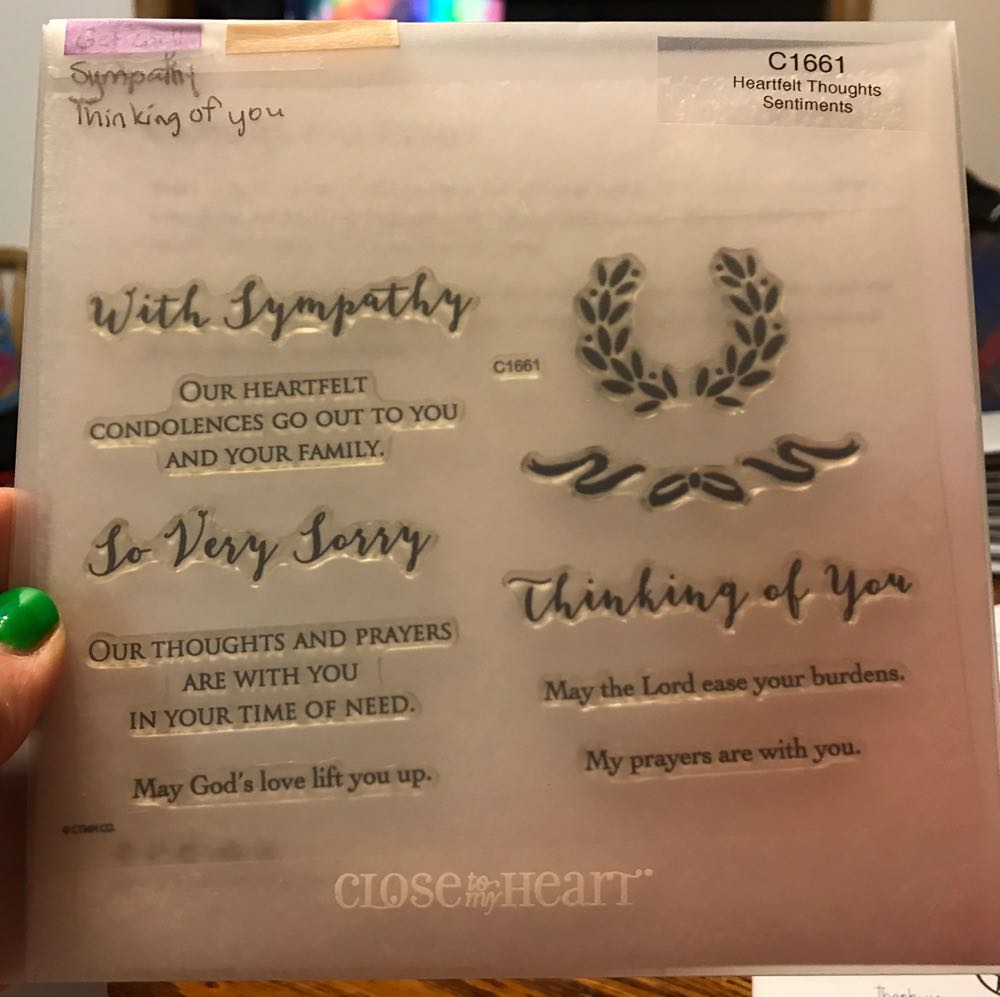 Sympathy
Thinking of you
C1661
Heartfelt Thoughts
Sentiments
With Sympathy
OUR HEARTFELT
CONDOLENCES GO OUT TO YOU
AND YOUR FAMILY.
So Very Sorry
OUR THOUGHTS AND PRAYERS
ARE WITH YOU
IN YOUR TIME OF NEED.
May God's love lift you up.
© CTMH CO.
C1661
Thinking of You
May the Lord ease your burdens.
My prayers are with you.
CLOSE to my HEART™